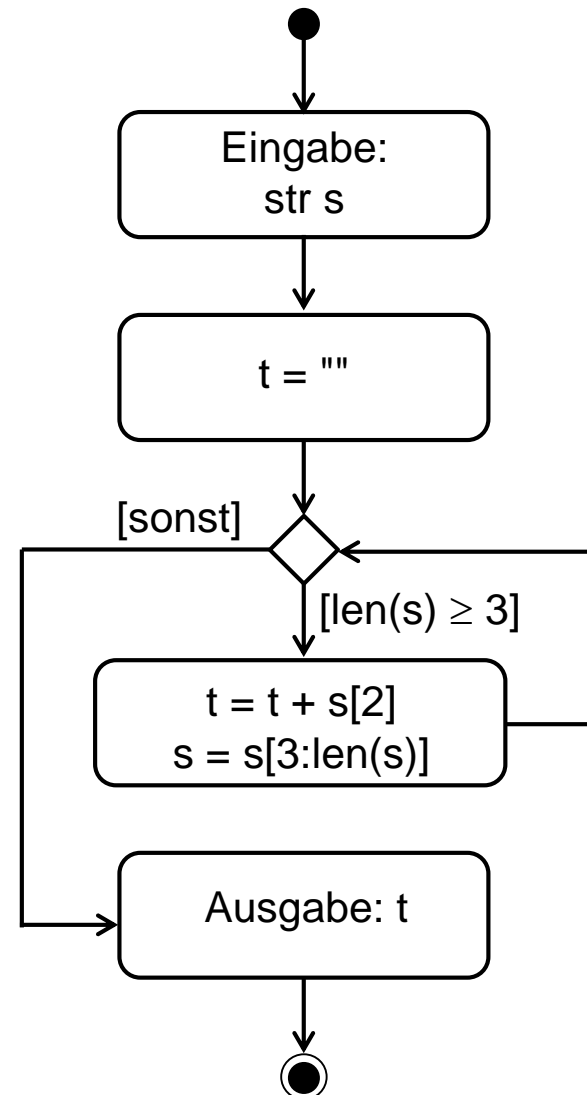 Eingabe:
str s
t = ""
[sonst]
[len(s) ≥ 3]
t = t + s[2]
s = s[3:len(s)]
Ausgabe: t